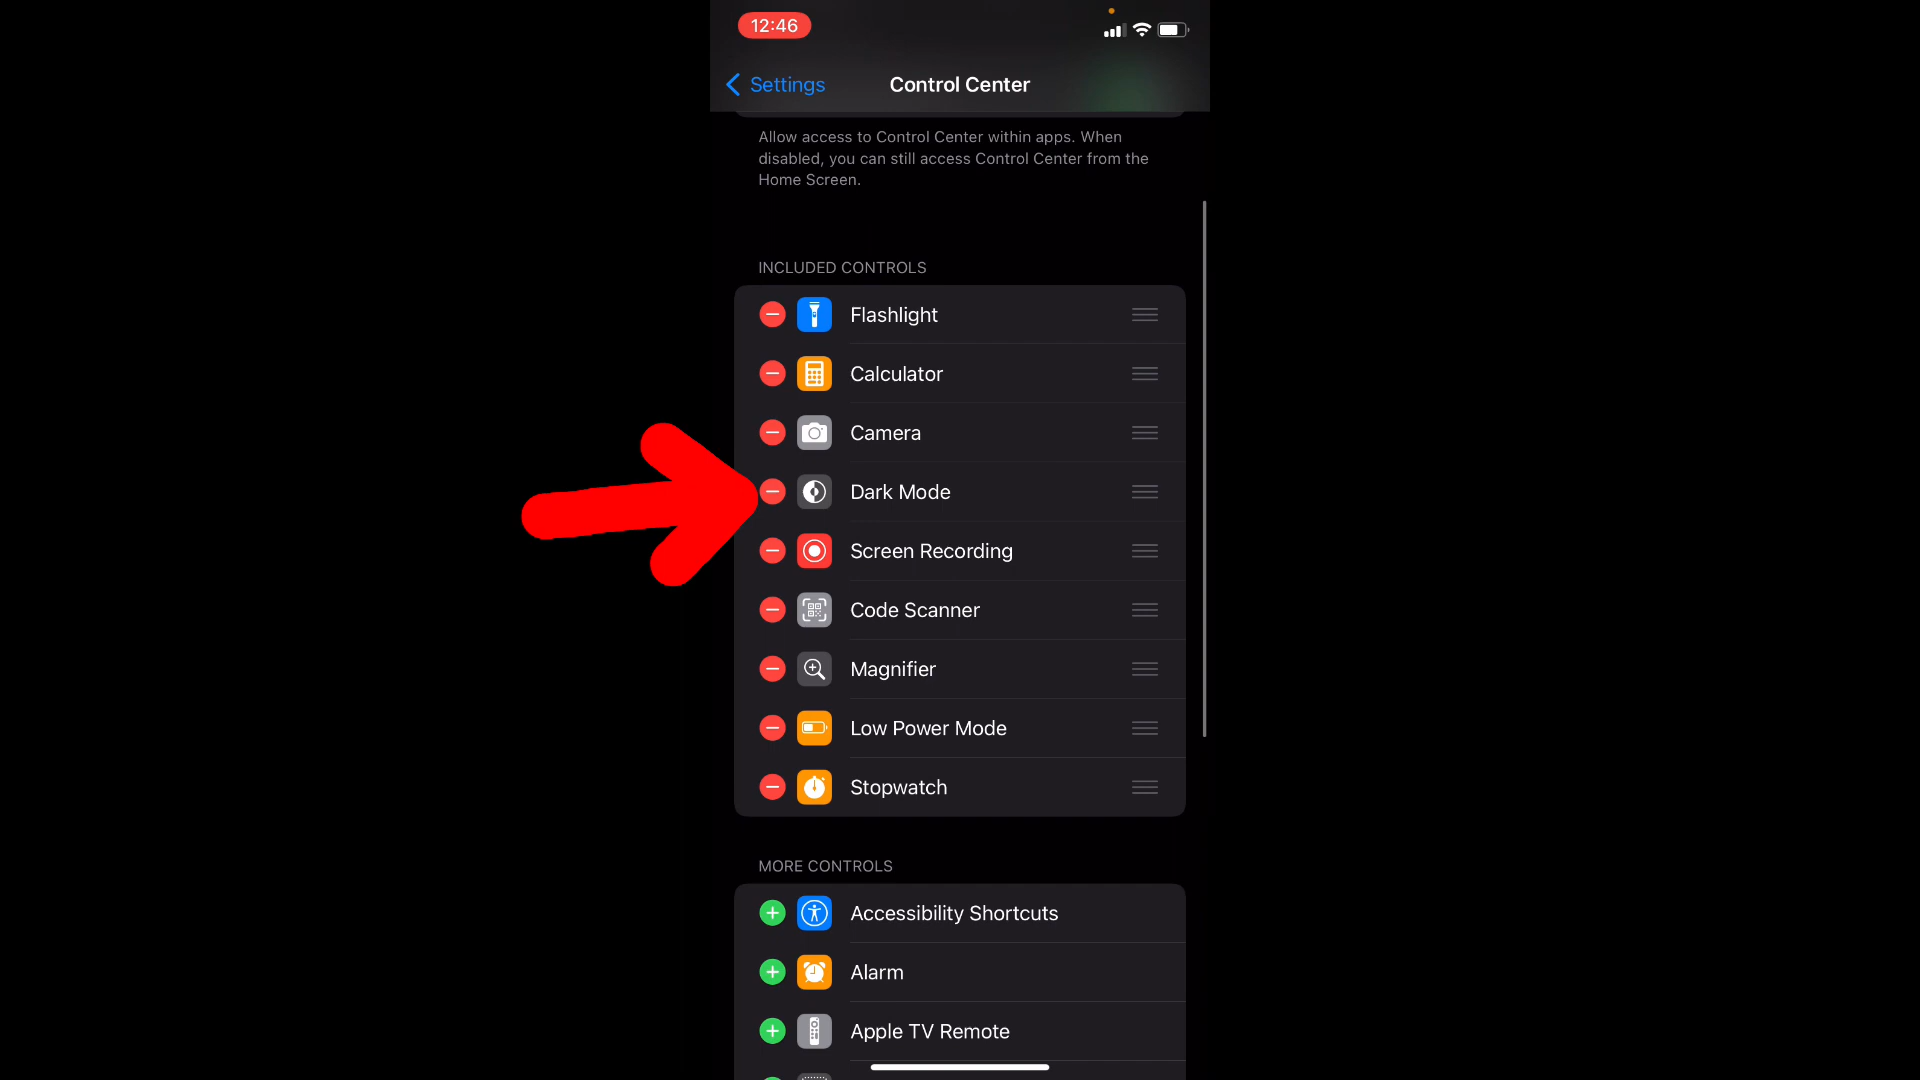 12:46
Settings
Control Center
Allow access to Control Center within apps. When
disabled, you can still access Control Center from the
Home Screen.
INCLUDED CONTROLS
Flashlight
Calculator
Camera
Dark Mode
Screen Recording
Code Scanner
Magnifier
Low Power Mode
Stopwatch
MORE CONTROLS
Accessibility Shortcuts
Alarm
Apple TV Remote